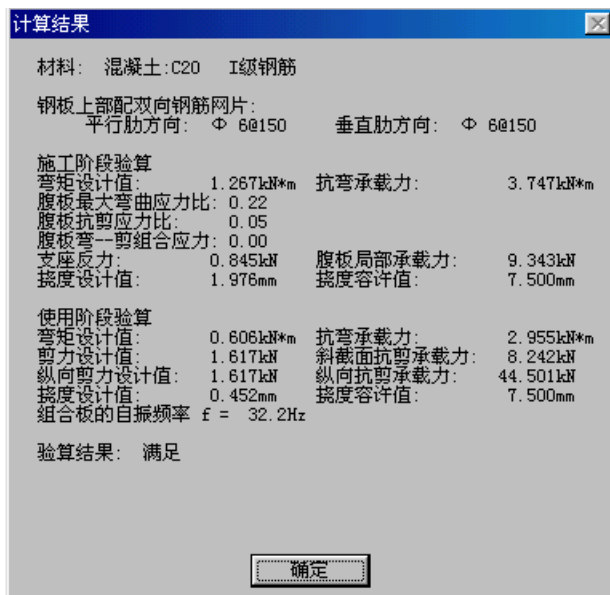 计算结果
材料: 混凝土:C20 I级钢筋
钢板上部配双向钢筋网片:
平行肋方向: Φ 6@150 垂直肋方向: Φ 6@150
施工阶段验算
弯矩设计值: 1.267kN*m 抗弯承载力: 3.747kN*m
腹板最大弯曲应力比: 0.22
腹板抗剪应力比: 0.05
腹板弯--剪组合应力: 0.00
支座反力: 0.845kN 腹板局部承载力: 9.343kN
挠度设计值: 1.976mm 挠度容许值: 7.500mm
使用阶段验算
弯矩设计值: 0.606kN*m 抗弯承载力: 2.955kN*m
剪力设计值: 1.617kN 斜截面抗剪承载力: 8.242kN
纵向剪力设计值: 1.617kN 纵向抗剪承载力: 44.501kN
挠度设计值: 0.452mm 挠度容许值: 7.500mm
组合板的自振频率 f = 32.2Hz
验算结果: 满足
确定